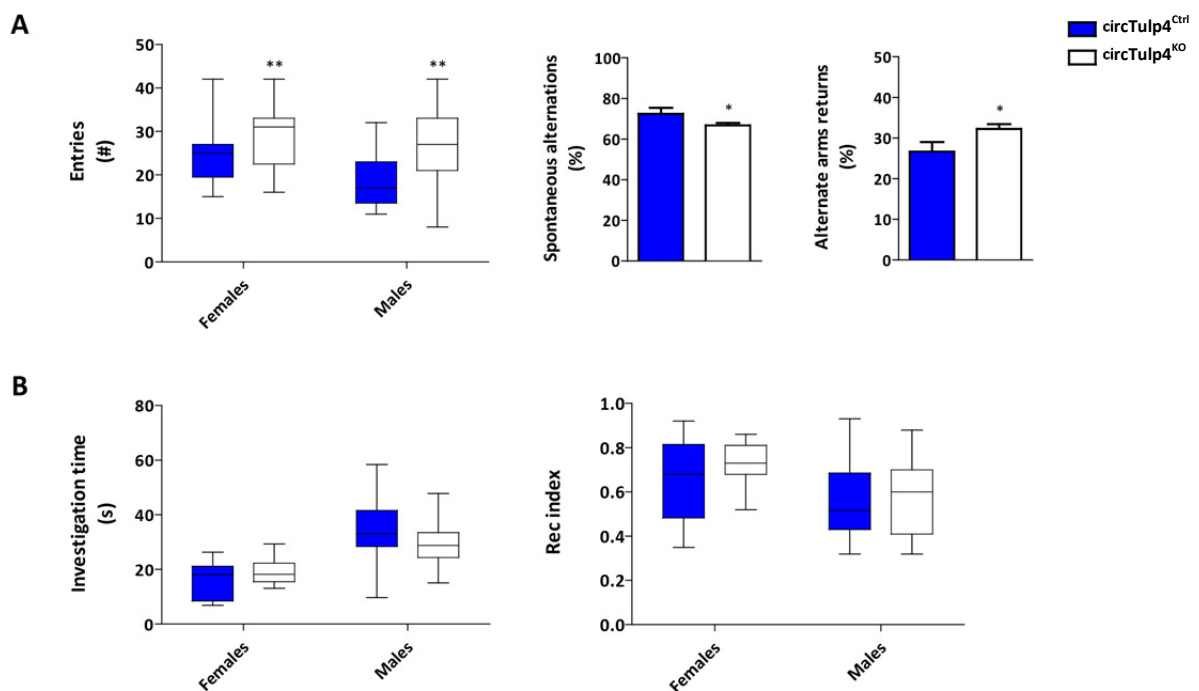 A
circTulp4Ctrl
circTulp4KO
Entries
(#)
50
40
30
20
10
0
**
**
Females
Males
Spontaneous alternations
(%)
100
80
60
40
20
0
*
Alternate arms returns
(%)
50
40
30
20
10
0
*
B
Investigation time
(s)
80
60
40
20
0
Females
Males
Rec index
1.0
0.8
0.6
0.4
0.2
0.0
Females
Males